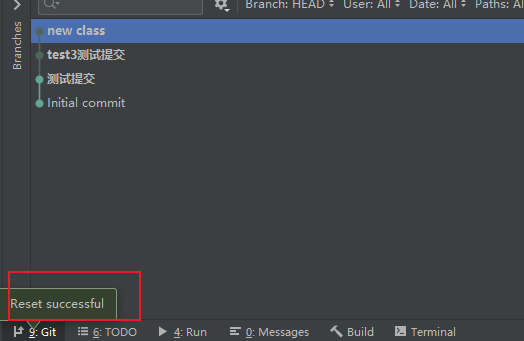 Branch: HEAD User: All Date: All Paths: Al
Branches
new class
test3测试提交
测试提交
Initial commit
Reset successful
9: Git 6: TODO 4: Run 0: Messages Build Terminal